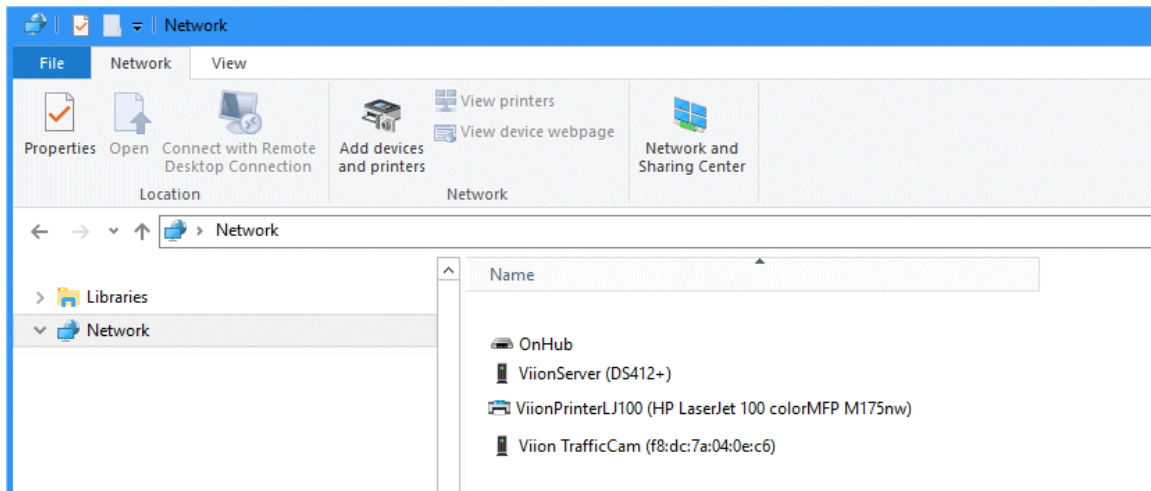 Network
File
Network
View
Properties
Open
Connect with Remote
Desktop Connection
Location
Add devices
and printers
View printers
View device webpage
Network
Network and
Sharing Center
Network
Libraries
Network
Name
OnHub
ViionServer (DS412+)
ViionPrinterLJ100 (HP LaserJet 100 colorMFP M175nw)
Viion TrafficCam (f8:dc:7a:04:0e:c6)